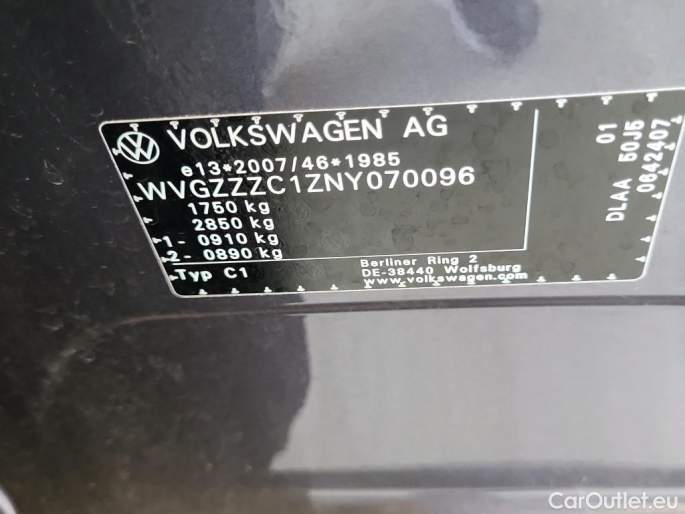 VOLKSWAGEN AG
e13*2007/46*1985
WVGZZZC1ZNY070096
1750 kg
2850 kg
1- 0910 kg
2- 0890 kg
Typ C1
Berliner Ring 2
DE-38440 Wolfsburg
www.volkswagen.com
01
DLAA 50J5
0642407
CarOutlet.eu